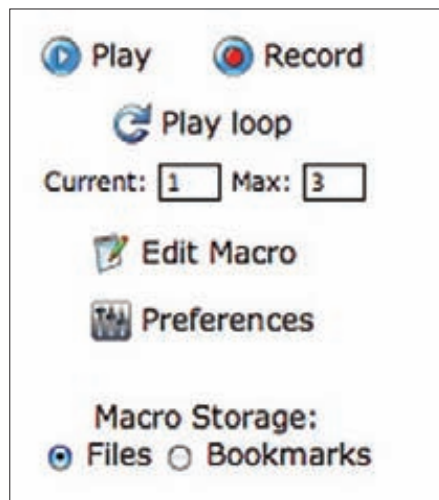 Play Record
Play loop
Current: 1 Max: 3
Edit Macro
Preferences
Macro Storage:
Files Bookmarks